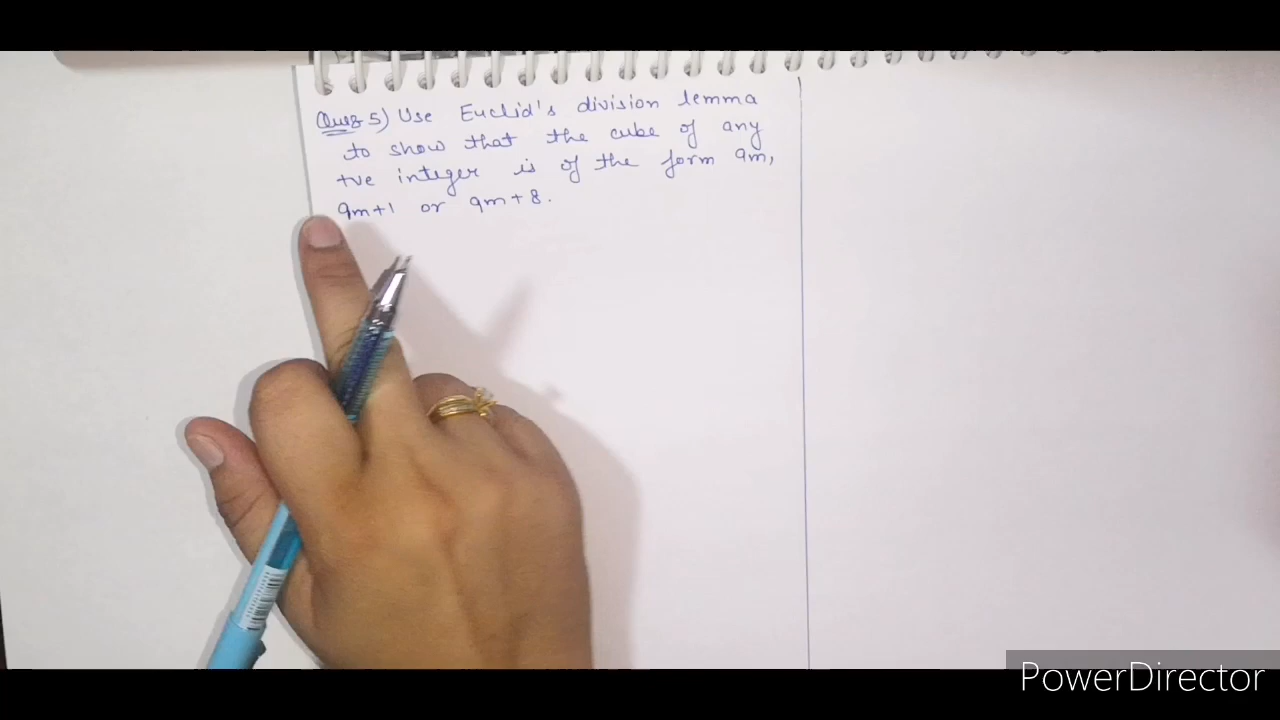 Ques 5) Use Euclid's division lemma
to show that the cube of any
+ve integer is of the form 9m,
9m+1 or 9m+8.
PowerDirector